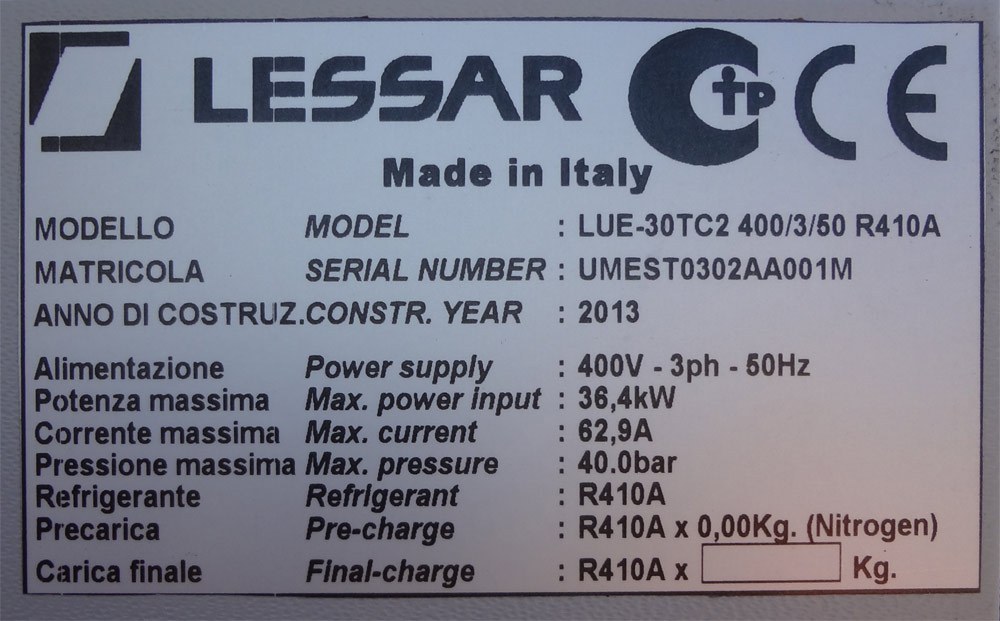 LESSAR
CTP CE
Made in Italy
MODELLO MODEL : LUE-30TC2 400/3/50 R410A
MATRICOLA SERIAL NUMBER : UMEST0302AA001M
ANNO DI COSTRUZ. CONSTR. YEAR : 2013
Alimentazione Power supply : 400V - 3ph - 50Hz
Potenza massima Max. power input : 36,4kW
Corrente massima Max. current : 62,9A
Pressione massima Max. pressure : 40.0bar
Refrigerante Refrigerant : R410A
Precarica Pre-charge : R410A x 0,00Kg. (Nitrogen)
Carica finale Final-charge : R410A x Kg.